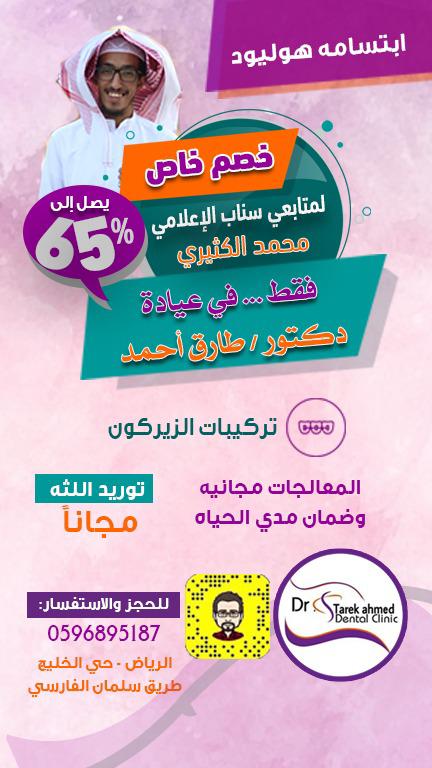 ابتسامه هوليود
خصم خاص
لمتابعي سناب الإعلامي
محمد الكثيري
يصل إلى
65%
فقط ... في عيادة
دكتور / طارق أحمد
تركيبات الزيركون
المعالجات مجانيه
وضمان مدي الحياه
توريد اللثه
مجاناً
للحجز والاستفسار:
0596895187
الرياض - حي الخليج
طريق سلمان الفارسي
Dr Tarek ahmed
Dental Clinic